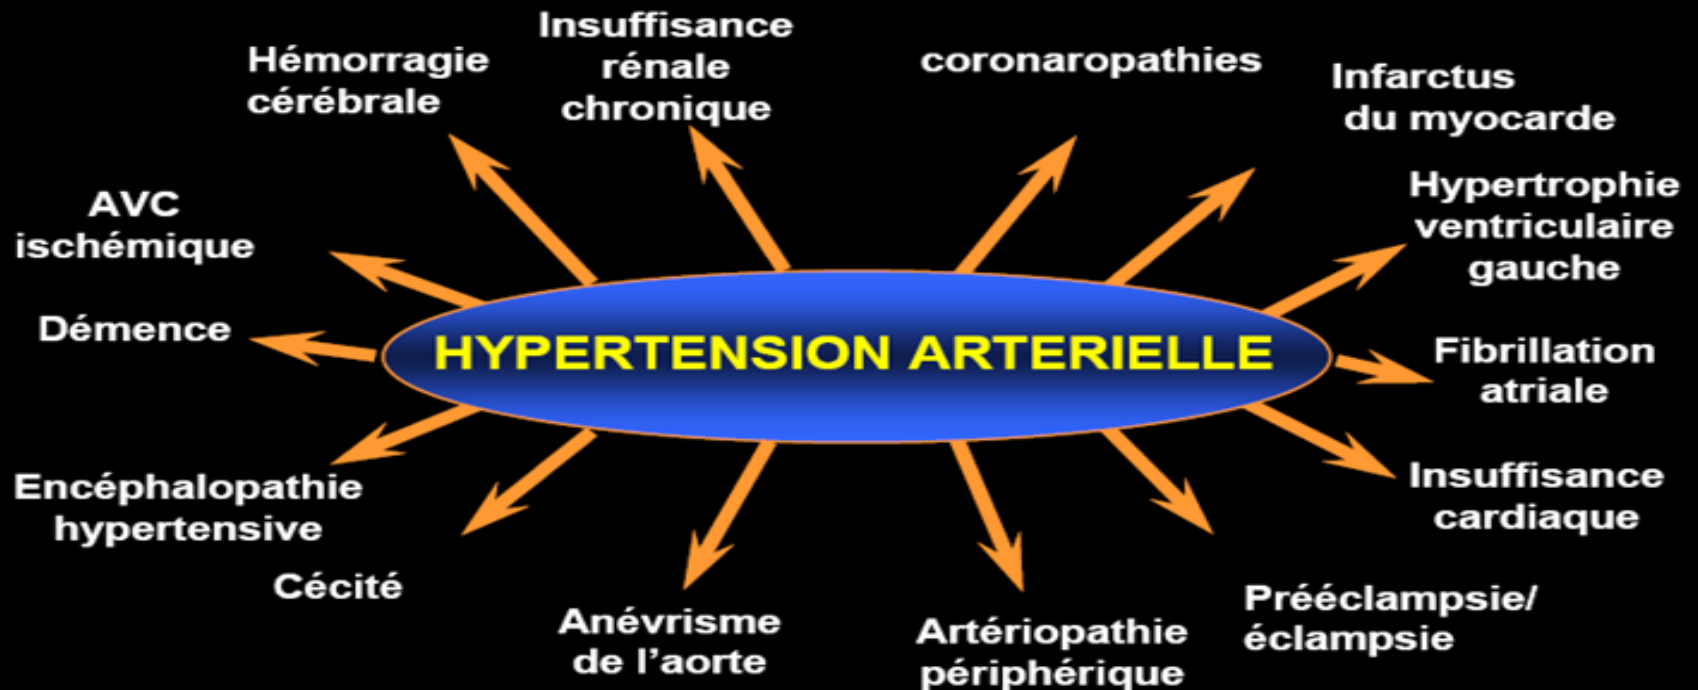 Hémorragie
cérébrale
Insuffisance
rénale
chronique
coronaropathies
Infarctus
du myocarde
AVC
ischémique
Hypertrophie
ventriculaire
gauche
Démence
HYPERTENSION ARTERIELLE
Fibrillation
atriale
Encéphalopathie
hypertensive
Insuffisance
cardiaque
Cécité
Anévrisme
de l’aorte
Artériopathie
périphérique
Prééclampsie/
éclampsie